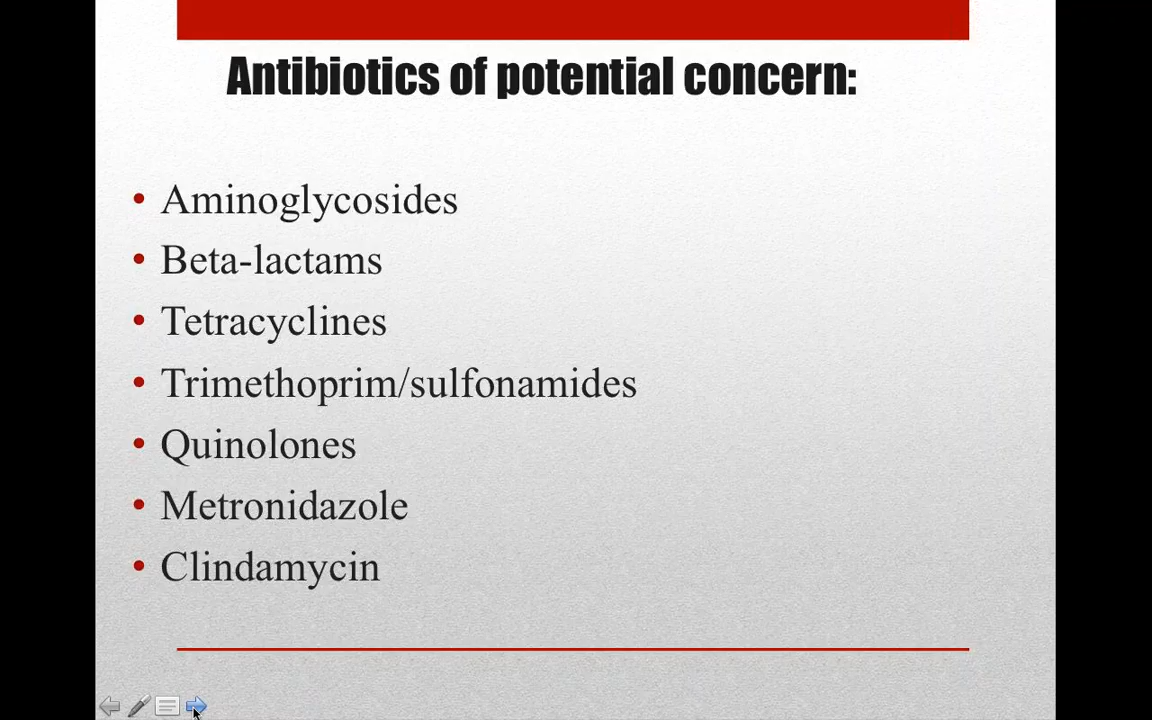 Antibiotics of potential concern:
• Aminoglycosides
• Beta-lactams
• Tetracyclines
• Trimethoprim/sulfonamides
• Quinolones
• Metronidazole
• Clindamycin